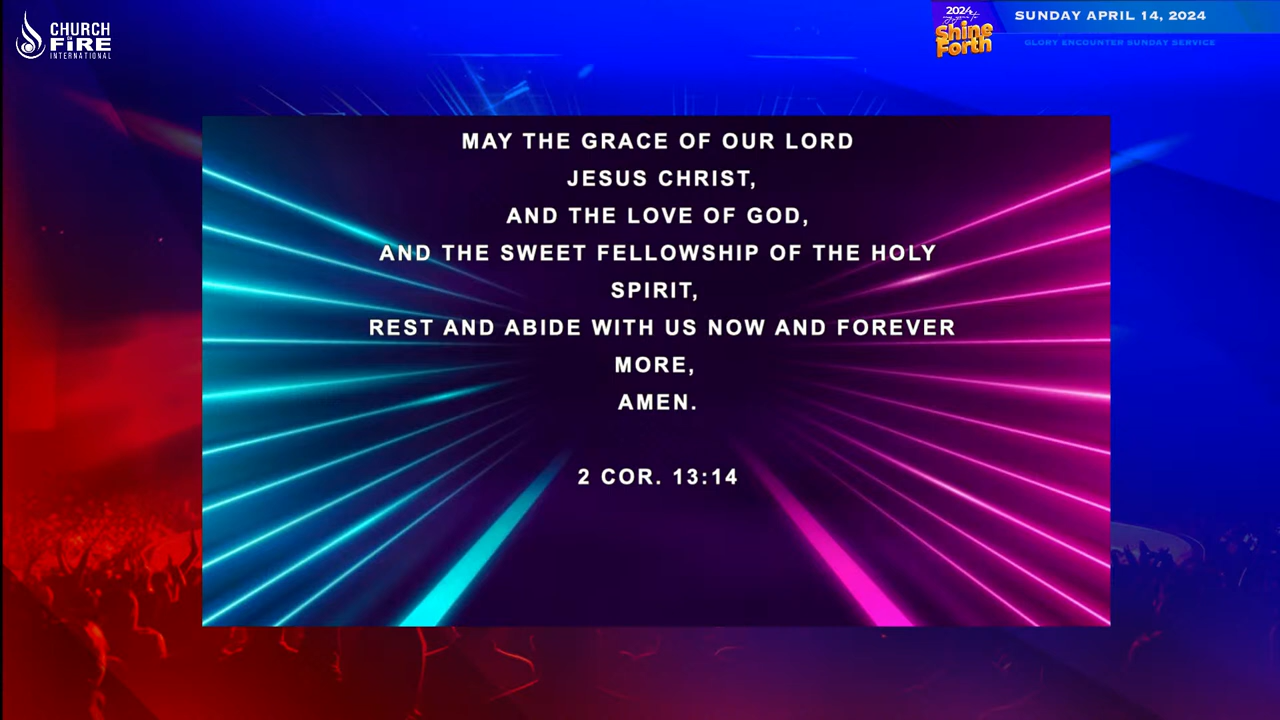 CHURCH
OF
FIRE
INTERNATIONAL
2024
Shine
Forth
SUNDAY APRIL 14, 2024
GLORY ENCOUNTER SUNDAY SERVICE
MAY THE GRACE OF OUR LORD
JESUS CHRIST,
AND THE LOVE OF GOD,
AND THE SWEET FELLOWSHIP OF THE HOLY
SPIRIT,
REST AND ABIDE WITH US NOW AND FOREVER
MORE,
AMEN.
2 COR. 13:14